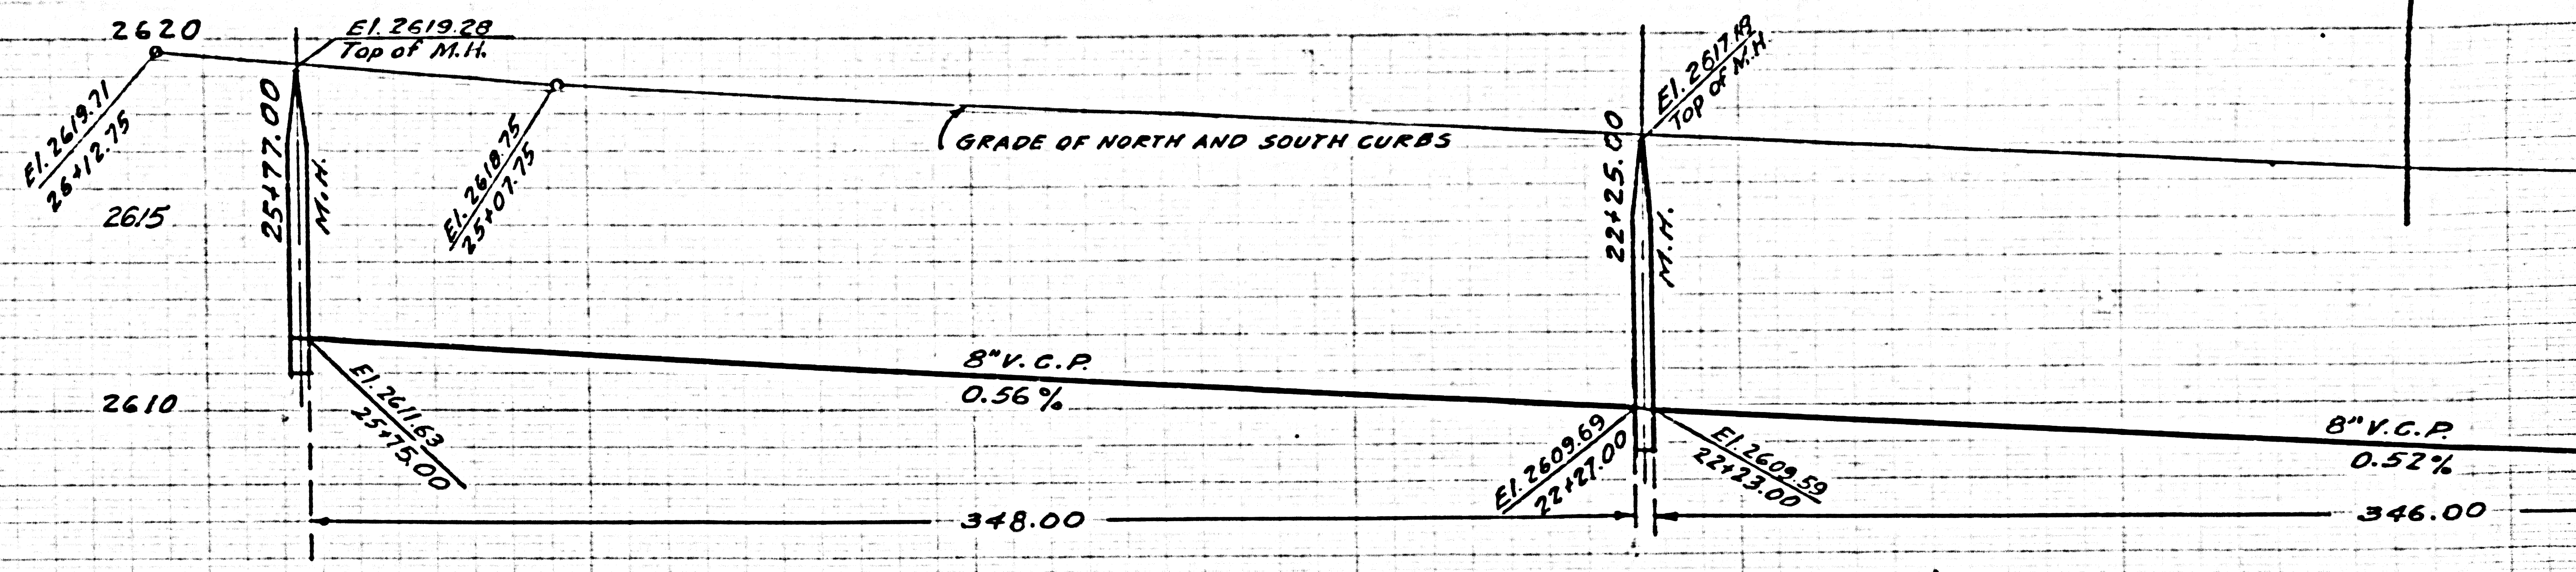 2620
El. 2619.28
Top of M.H.
El. 2619.71
26+12.75
25+77.00
M.H.
El. 2618.75
25+07.75
GRADE OF NORTH AND SOUTH CURBS
El. 2617.19
Top of M.H.
22+25.00
M.H.
2615
2610
El. 2611.63
25+75.00
8" V.C.P.
0.56%
El. 2609.69
22+27.00
El. 2609.59
22+23.00
8" V.C.P.
0.52%
348.00
346.00